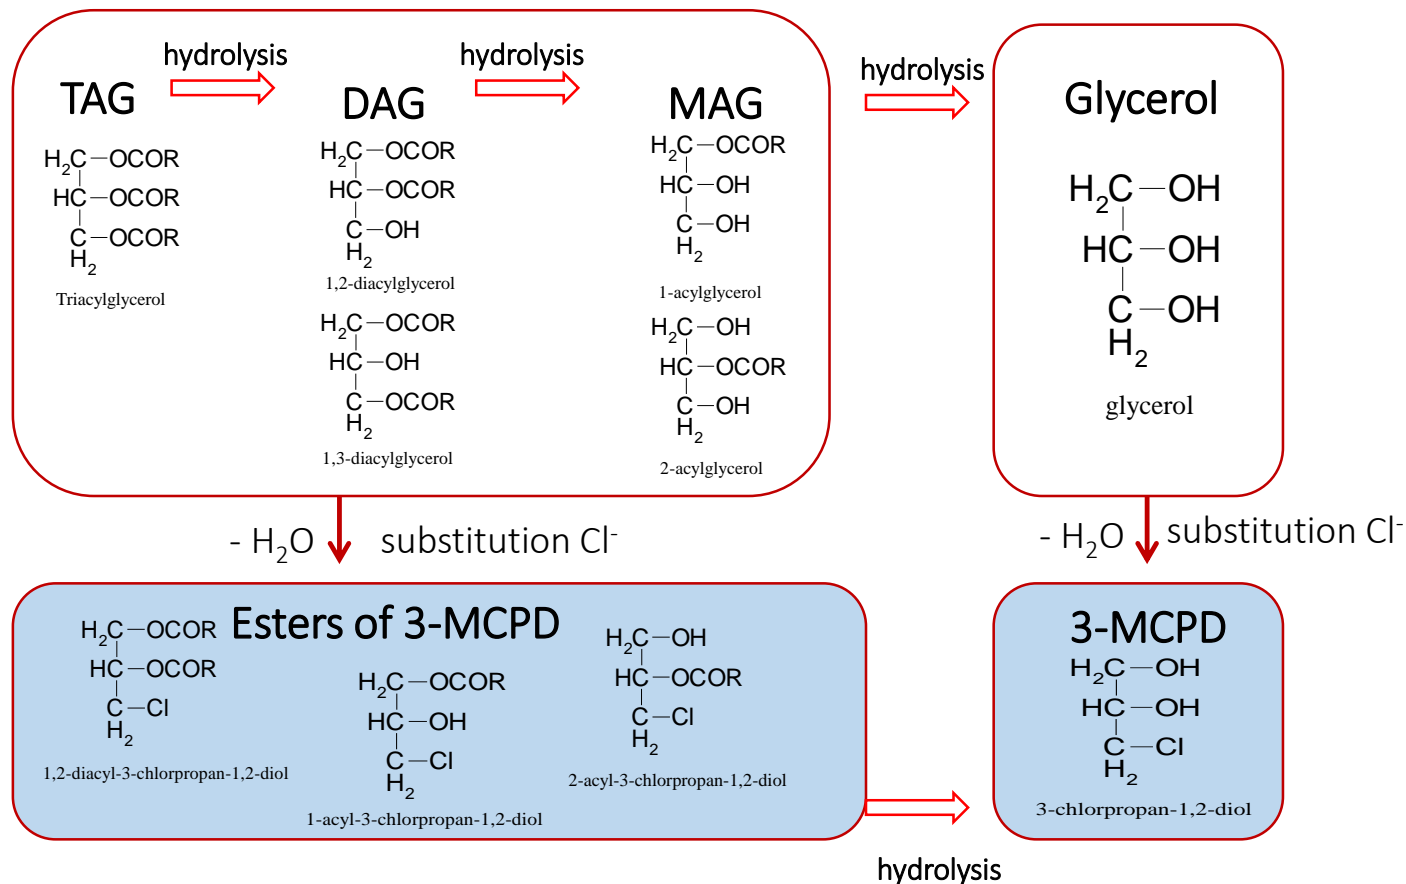 hydrolysis
hydrolysis
hydrolysis
TAG
DAG
MAG
Glycerol
H₂C—OCOR
HC—OCOR
C—OCOR
H₂
Triacylglycerol
H₂C—OCOR
HC—OCOR
C—OH
H₂
1,2-diacylglycerol
H₂C—OCOR
HC—OH
C—OCOR
H₂
1,3-diacylglycerol
H₂C—OCOR
HC—OH
C—OH
H₂
1-acylglycerol
H₂C—OH
HC—OCOR
C—OH
H₂
2-acylglycerol
H₂C—OH
HC—OH
C—OH
H₂
glycerol
- H₂O substitution Cl⁻
- H₂O substitution Cl⁻
Esters of 3-MCPD
H₂C—OCOR
HC—OCOR
C—Cl
H₂
1,2-diacyl-3-chlorpropan-1,2-diol
H₂C—OCOR
HC—OH
C—Cl
H₂
1-acyl-3-chlorpropan-1,2-diol
H₂C—OH
HC—OCOR
C—Cl
H₂
2-acyl-3-chlorpropan-1,2-diol
3-MCPD
H₂C—OH
HC—OH
C—Cl
H₂
3-chlorpropan-1,2-diol
hydrolysis